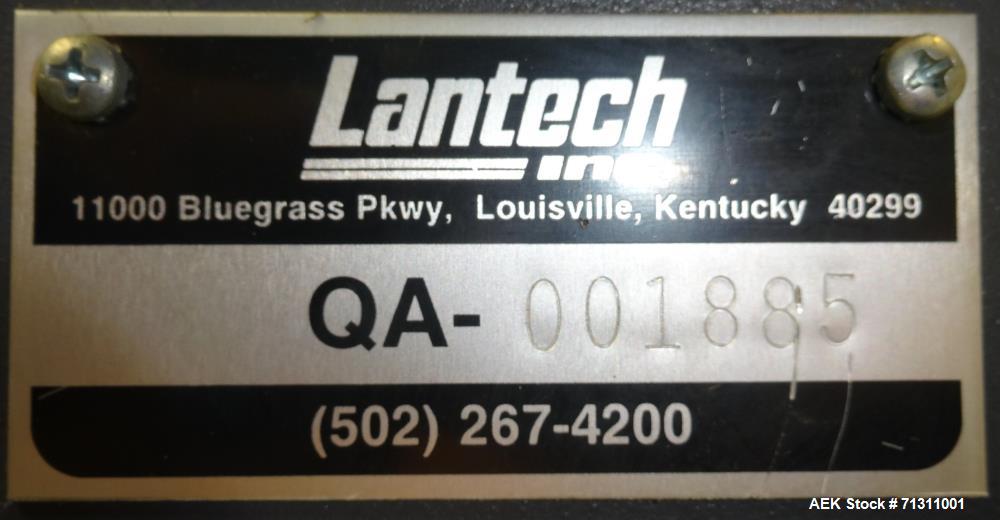 Lantech
inc.
11000 Bluegrass Pkwy, Louisville, Kentucky 40299
QA- 001885
(502) 267-4200
AEK Stock # 71311001